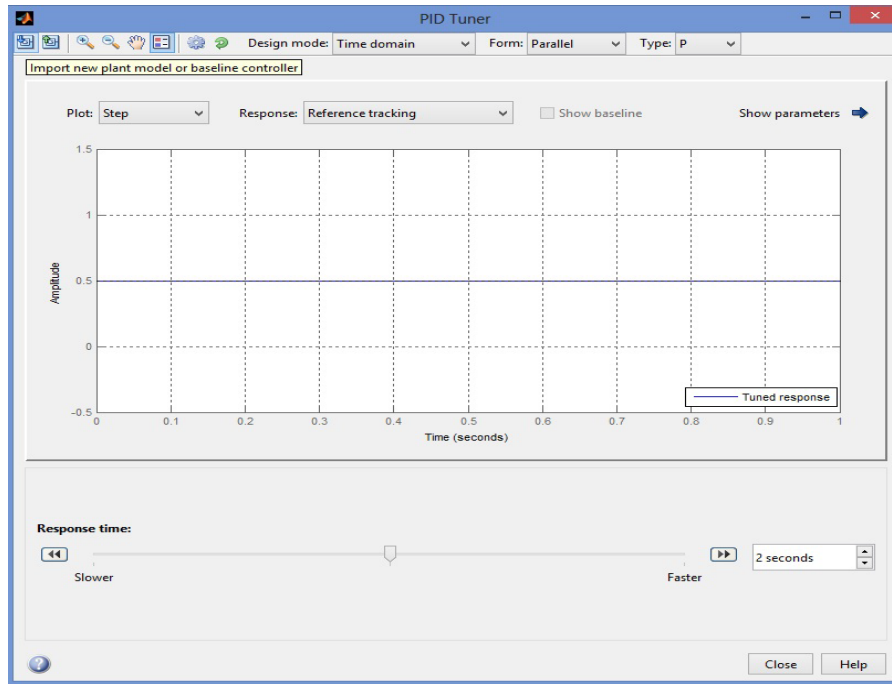 PID Tuner
Design mode: Time domain Form: Parallel Type: P
Import new plant model or baseline controller
Plot: Step Response: Reference tracking Show baseline Show parameters
1.5
1
0.5
0
-0.5
Amplitude
Tuned response
0 0.1 0.2 0.3 0.4 0.5 0.6 0.7 0.8 0.9 1
Time (seconds)
Response time:
2 seconds
Slower Faster
Close Help